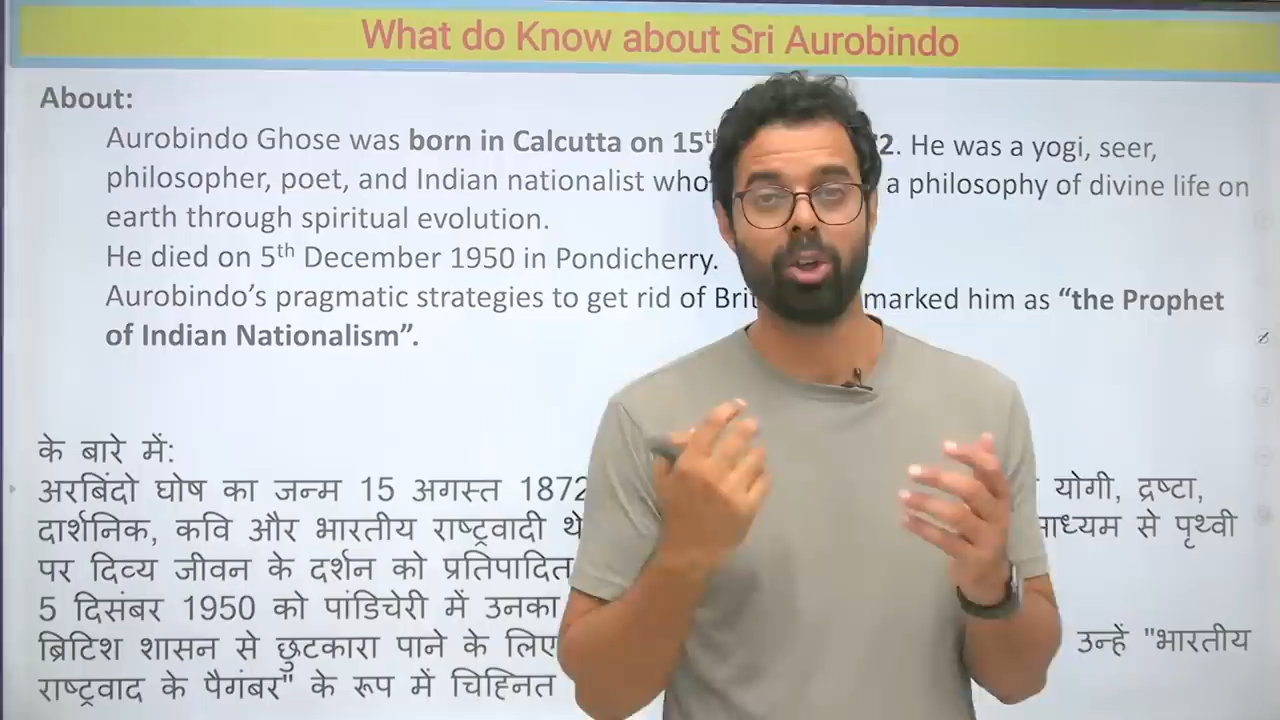 What do Know about Sri Aurobindo
About:
Aurobindo Ghose was born in Calcutta on 15th 2. He was a yogi, seer,
philosopher, poet, and Indian nationalist who a philosophy of divine life on
earth through spiritual evolution.
He died on 5th December 1950 in Pondicherry.
Aurobindo’s pragmatic strategies to get rid of Brit marked him as “the Prophet
of Indian Nationalism”.
के बारे में:
अरबिंदो घोष का जन्म 15 अगस्त 1872 योगी, द्रष्टा,
दार्शनिक, कवि और भारतीय राष्ट्रवादी थे माध्यम से पृथ्वी
पर दिव्य जीवन के दर्शन को प्रतिपादित
5 दिसंबर 1950 को पांडिचेरी में उनका
ब्रिटिश शासन से छुटकारा पाने के लिए उन्हें "भारतीय
राष्ट्रवाद के पैगंबर" के रूप में चिह्नित